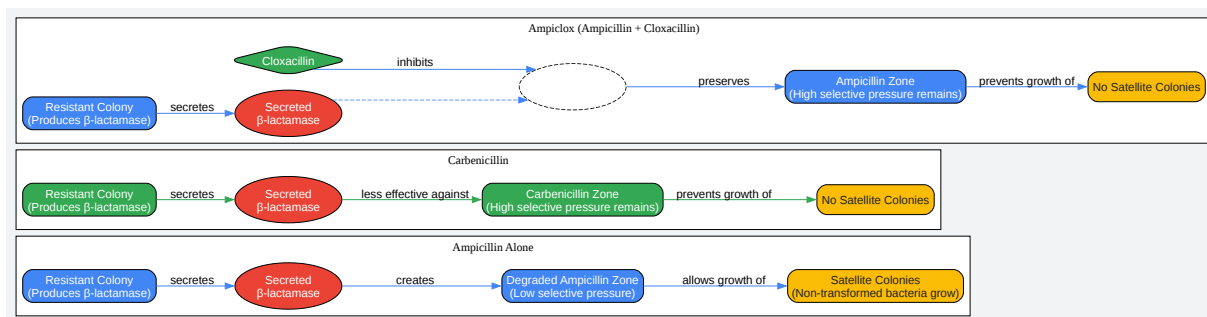 Ampiclox (Ampicillin + Cloxacillin)
Cloxacillin
inhibits
Resistant Colony
(Produces β-lactamase)
secretes
Secreted
β-lactamase
preserves
Ampicillin Zone
(High selective pressure remains)
prevents growth of
No Satellite Colonies
Carbenicillin
Resistant Colony
(Produces β-lactamase)
secretes
Secreted
β-lactamase
less effective against
Carbenicillin Zone
(High selective pressure remains)
prevents growth of
No Satellite Colonies
Ampicillin Alone
Resistant Colony
(Produces β-lactamase)
secretes
Secreted
β-lactamase
creates
Degraded Ampicillin Zone
(Low selective pressure)
allows growth of
Satellite Colonies
(Non-transformed bacteria grow)